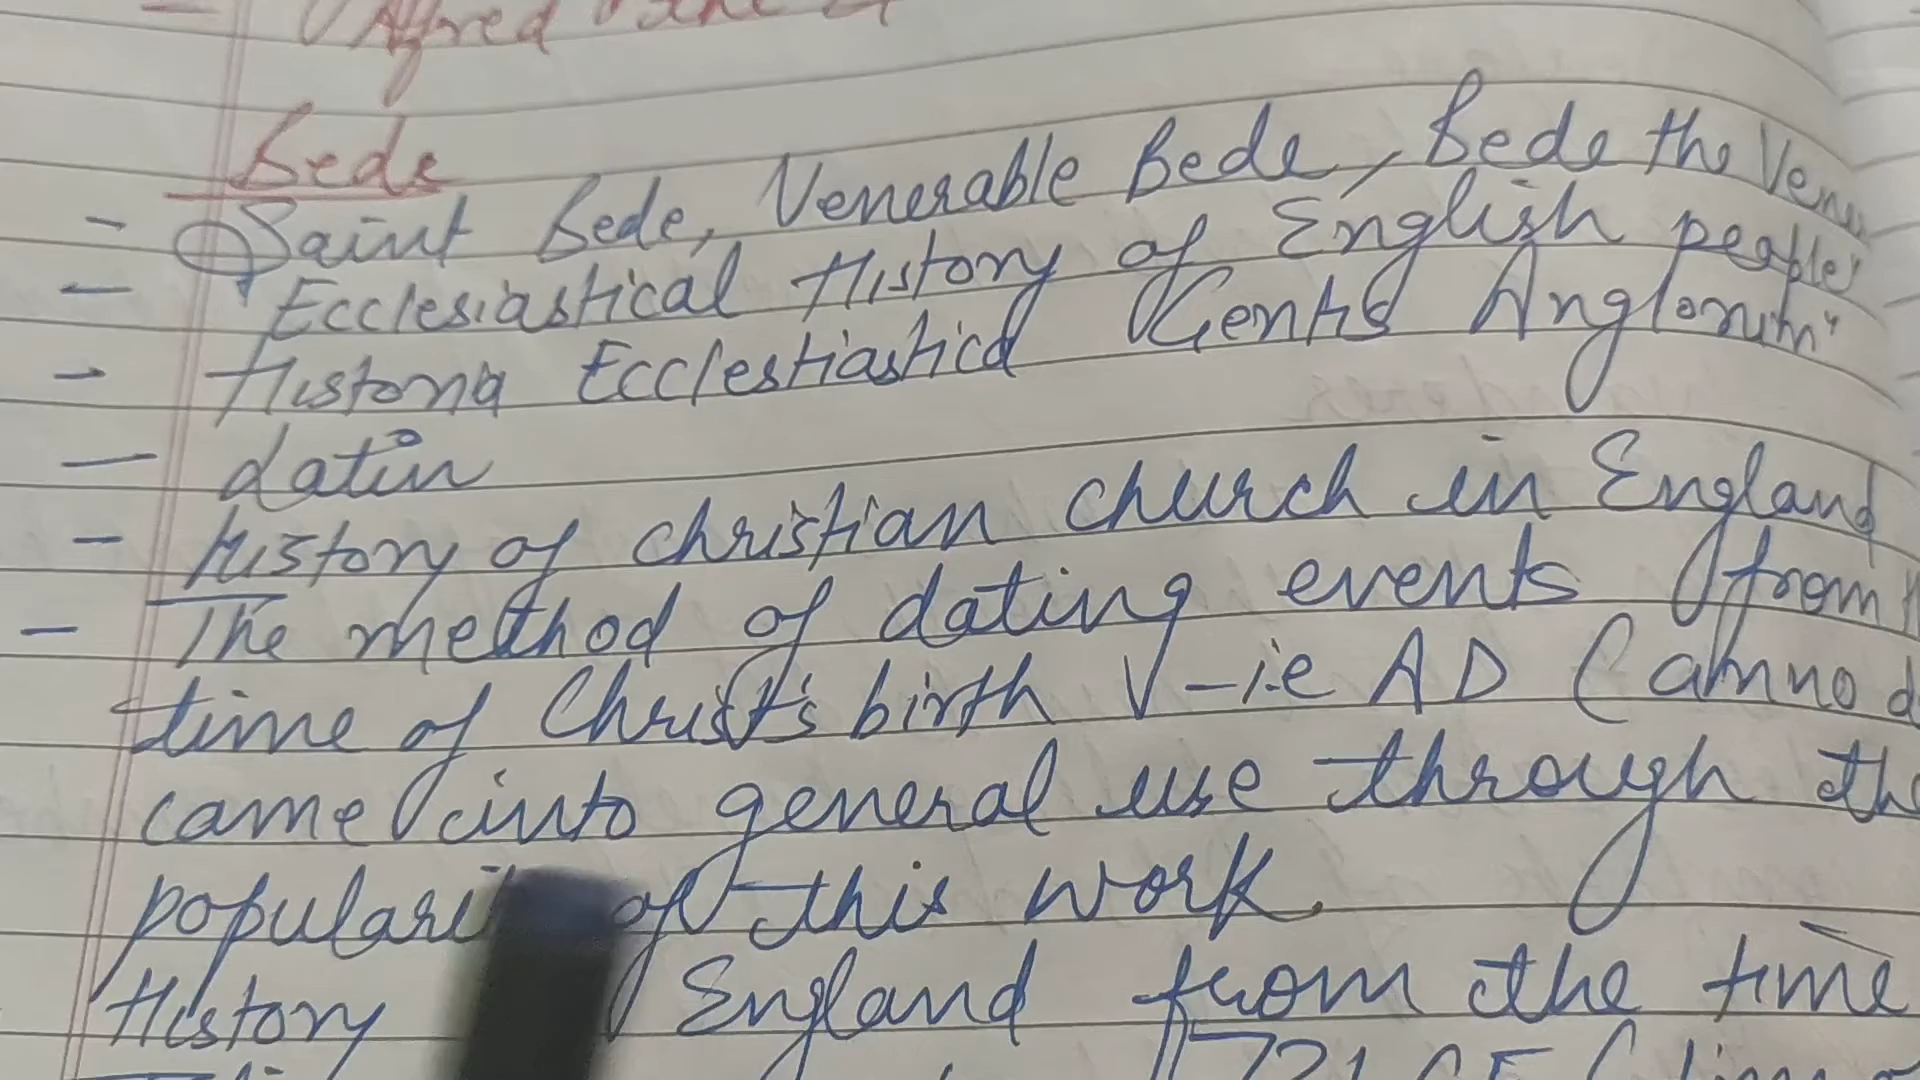 Alfred the
Bede
- Saint Bede, Venerable Bede, Bede the
- Ecclesiastical History of English people"
- Historia Ecclestiastica Gentis Anglorum"
- Latin
- History of Christian church in England
- The method of dating events from
time of Christ's birth - i.e AD (
came into general use through
of this work.
History England from the time